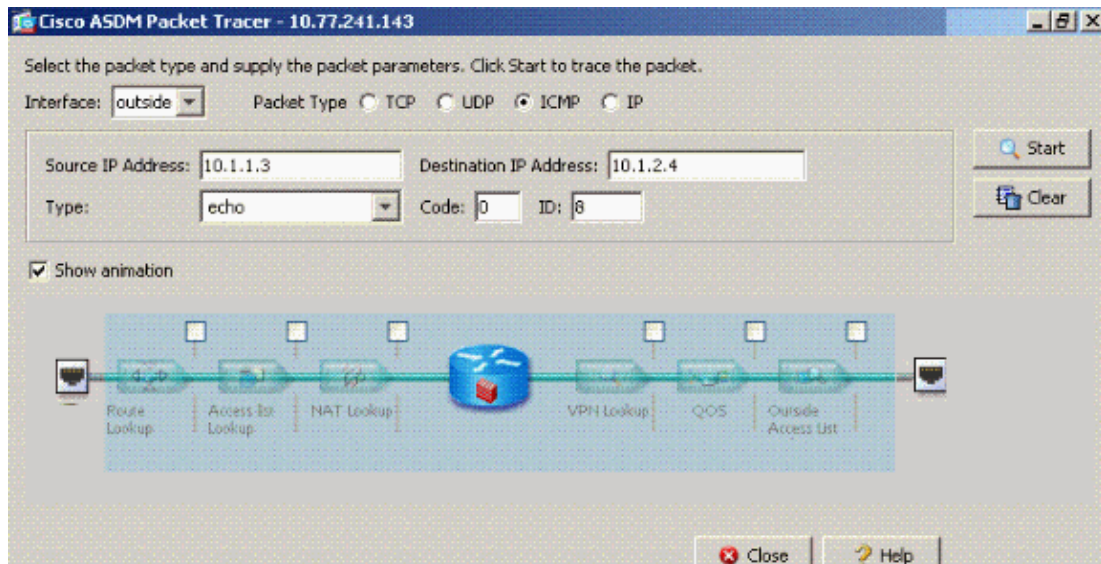 Cisco ASDM Packet Tracer - 10.77.241.143
Select the packet type and supply the packet parameters. Click Start to trace the packet.
Interface: outside Packet Type TCP UDP ICMP IP
Source IP Address: 10.1.1.3 Destination IP Address: 10.1.2.4
Start
Type: echo Code: 0 ID: 8
Clear
Show animation
Route Lookup
Access list Lookup
NAT Lookup
VPN Lookup
QOS
Outside Access List
Close Help